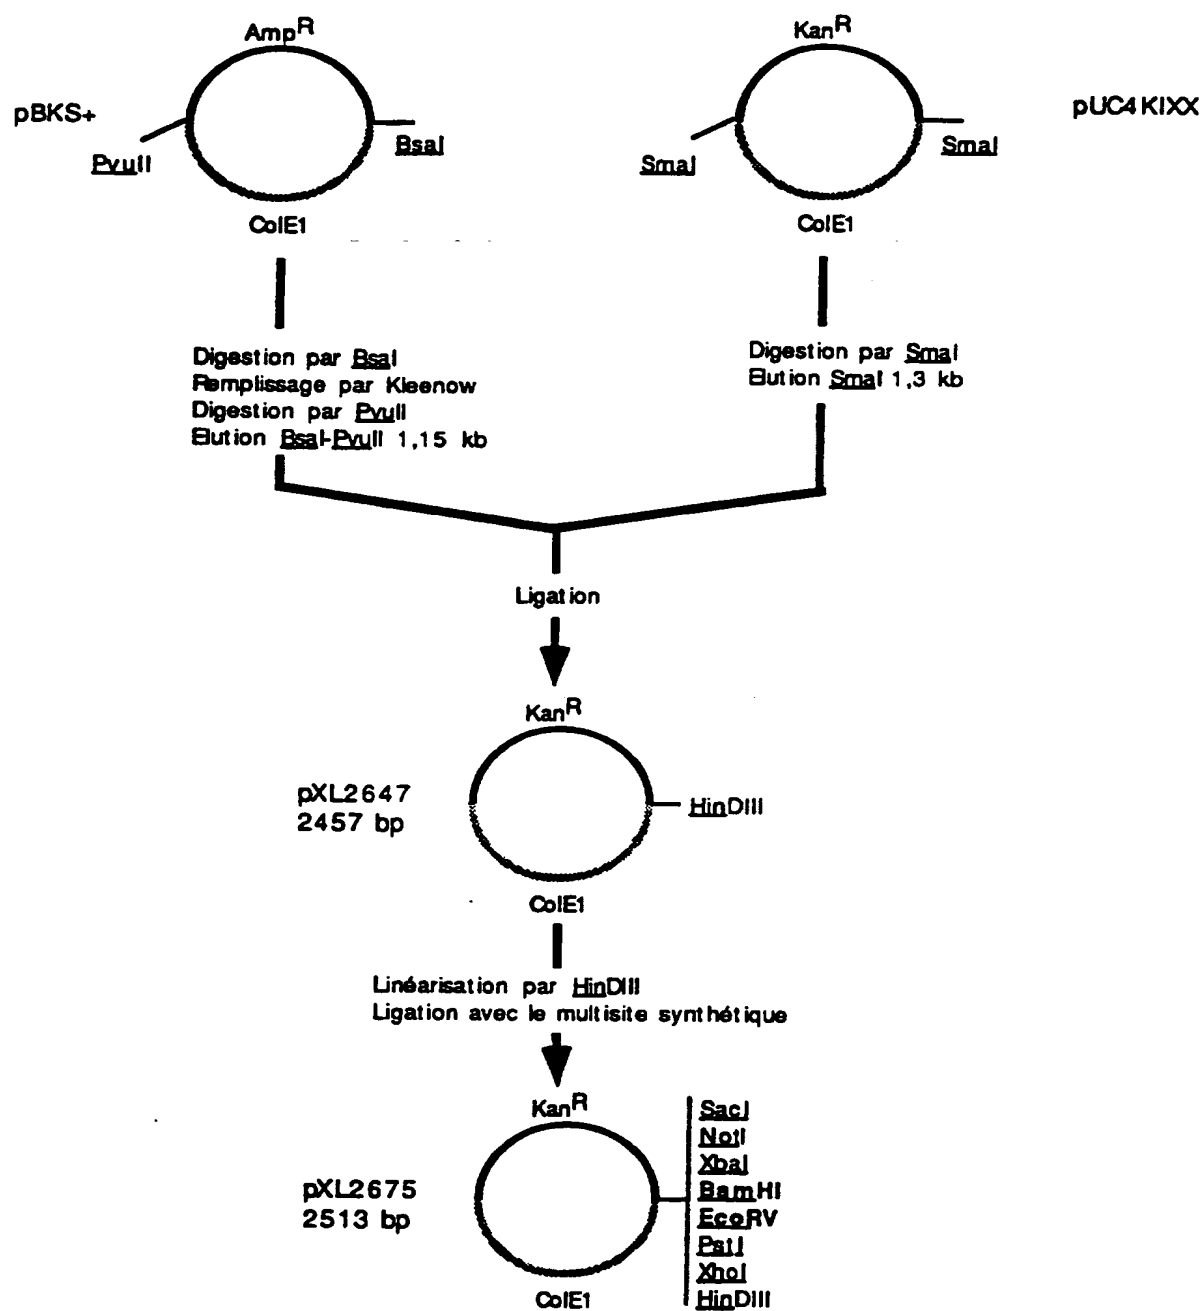 AmpR
pBKS+
PvuII
BsaI
ColE1
KanR
pUC4KIXX
SmaI
SmaI
ColE1
Digestion par BsaI
Remplissage par Kleenow
Digestion par PvuII
Elution BsaI-PvuII 1,15 kb
Digestion par SmaI
Elution SmaI 1,3 kb
Ligation
KanR
pXL2647
2457 bp
HinDIII
ColE1
Linéarisation par HinDIII
Ligation avec le multisite synthétique
KanR
pXL2675
2513 bp
SacI
NotI
XbaI
BamHI
EcoRV
PstI
XhoI
HinDIII
ColE1